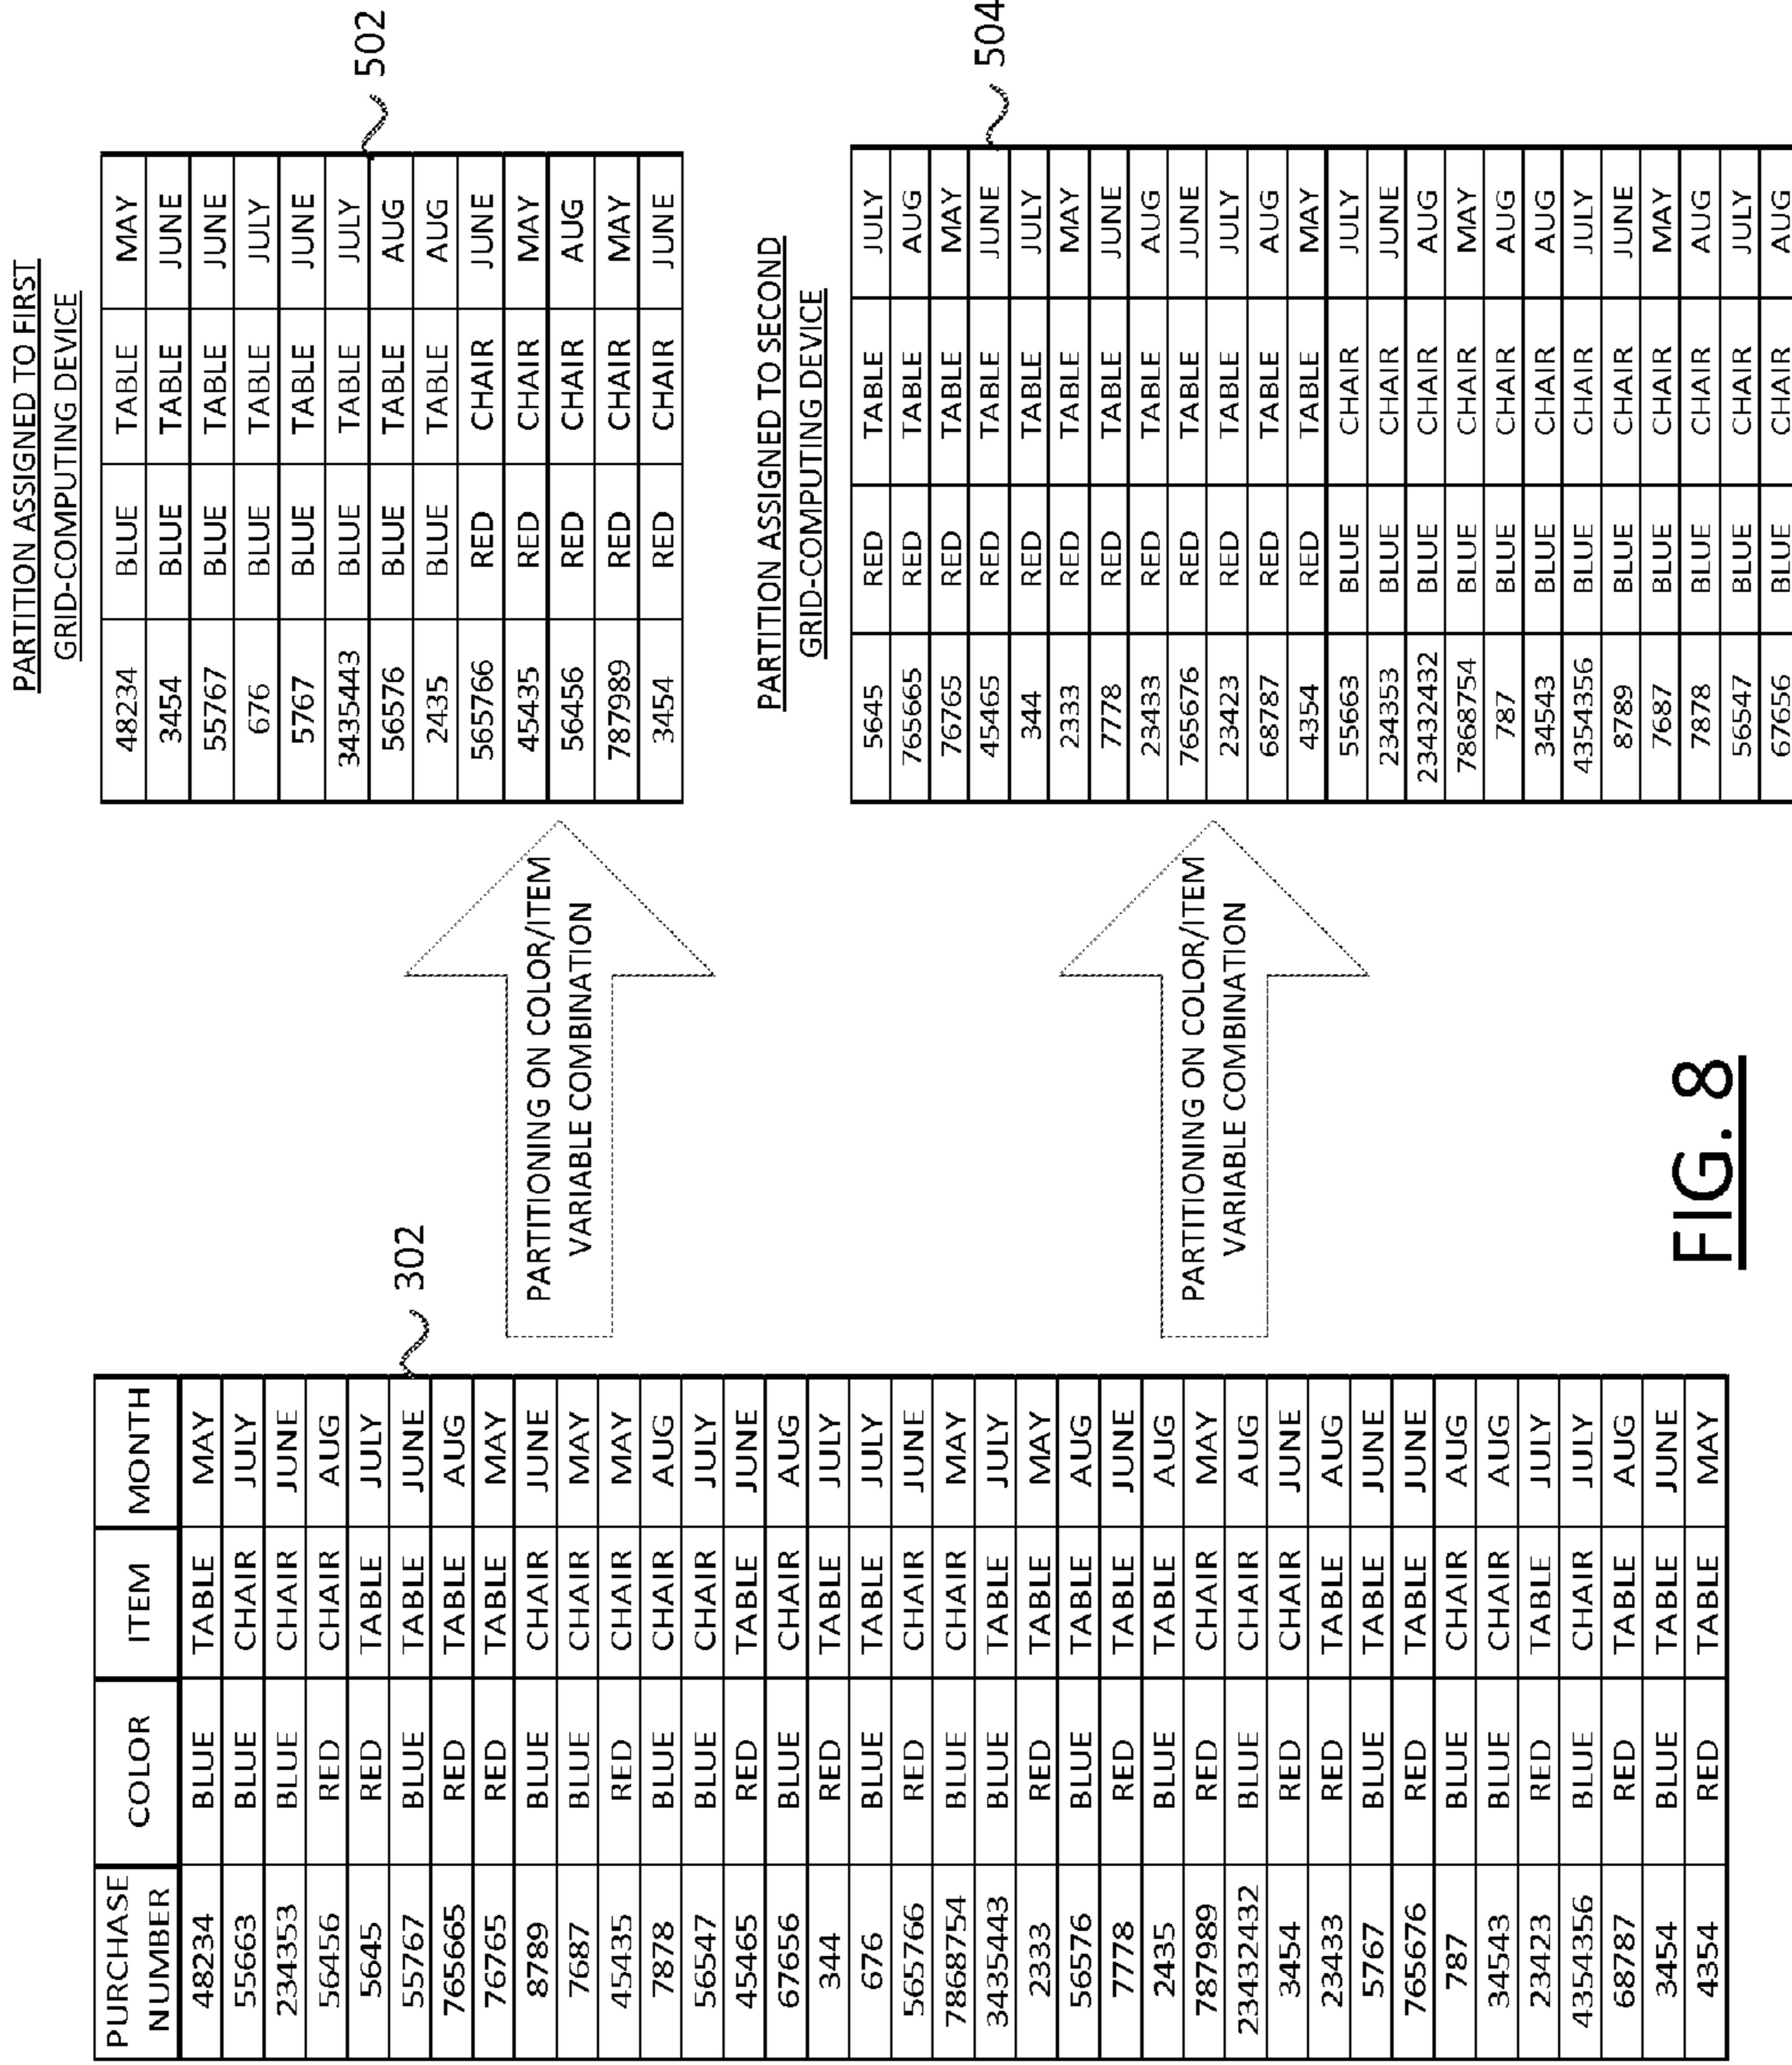 PURCHASE NUMBER COLOR ITEM MONTH
48234 BLUE TABLE MAY
55663 BLUE CHAIR JULY
234353 BLUE CHAIR JUNE
56456 RED CHAIR AUG
5645 RED TABLE JULY
55767 BLUE TABLE JUNE
765665 RED TABLE AUG
76765 RED TABLE MAY
8789 BLUE CHAIR JUNE
7687 BLUE CHAIR MAY
45435 RED CHAIR MAY
7878 BLUE CHAIR AUG
56547 BLUE CHAIR JULY
45465 RED TABLE JUNE
67656 BLUE CHAIR AUG
344 RED TABLE JULY
676 BLUE TABLE JULY
565766 RED CHAIR JUNE
7868754 BLUE CHAIR MAY
3435443 BLUE TABLE JULY
2333 RED TABLE MAY
56576 BLUE TABLE AUG
7778 RED TABLE JUNE
2435 BLUE TABLE AUG
787989 RED CHAIR MAY
23432432 BLUE CHAIR AUG
3454 RED CHAIR JUNE
23433 RED TABLE AUG
5767 BLUE TABLE JUNE
765676 RED TABLE JUNE
787 BLUE CHAIR AUG
34543 BLUE CHAIR AUG
23423 RED TABLE JULY
4354356 BLUE CHAIR JULY
68787 RED TABLE AUG
3454 BLUE TABLE JUNE
4354 RED TABLE MAY
302
PARTITIONING ON COLOR/ITEM
VARIABLE COMBINATION
PARTITIONING ON COLOR/ITEM
VARIABLE COMBINATION
PARTITION ASSIGNED TO FIRST
GRID-COMPUTING DEVICE
48234 BLUE TABLE MAY
3454 BLUE TABLE JUNE
55767 BLUE TABLE JUNE
676 BLUE TABLE JULY
5767 BLUE TABLE JUNE
3435443 BLUE TABLE JULY
56576 BLUE TABLE AUG
2435 BLUE TABLE AUG
565766 RED CHAIR JUNE
45435 RED CHAIR MAY
56456 RED CHAIR AUG
787989 RED CHAIR MAY
3454 RED CHAIR JUNE
502
PARTITION ASSIGNED TO SECOND
GRID-COMPUTING DEVICE
5645 RED TABLE JULY
765665 RED TABLE AUG
76765 RED TABLE MAY
45465 RED TABLE JUNE
344 RED TABLE JULY
2333 RED TABLE MAY
7778 RED TABLE JUNE
23433 RED TABLE AUG
765676 RED TABLE JUNE
23423 RED TABLE JULY
68787 RED TABLE AUG
4354 RED TABLE MAY
55663 BLUE CHAIR JULY
234353 BLUE CHAIR JUNE
23432432 BLUE CHAIR AUG
7868754 BLUE CHAIR MAY
787 BLUE CHAIR AUG
34543 BLUE CHAIR AUG
4354356 BLUE CHAIR JULY
8789 BLUE CHAIR JUNE
7687 BLUE CHAIR MAY
7878 BLUE CHAIR AUG
56547 BLUE CHAIR JULY
67656 BLUE CHAIR AUG
504
FIG. 8